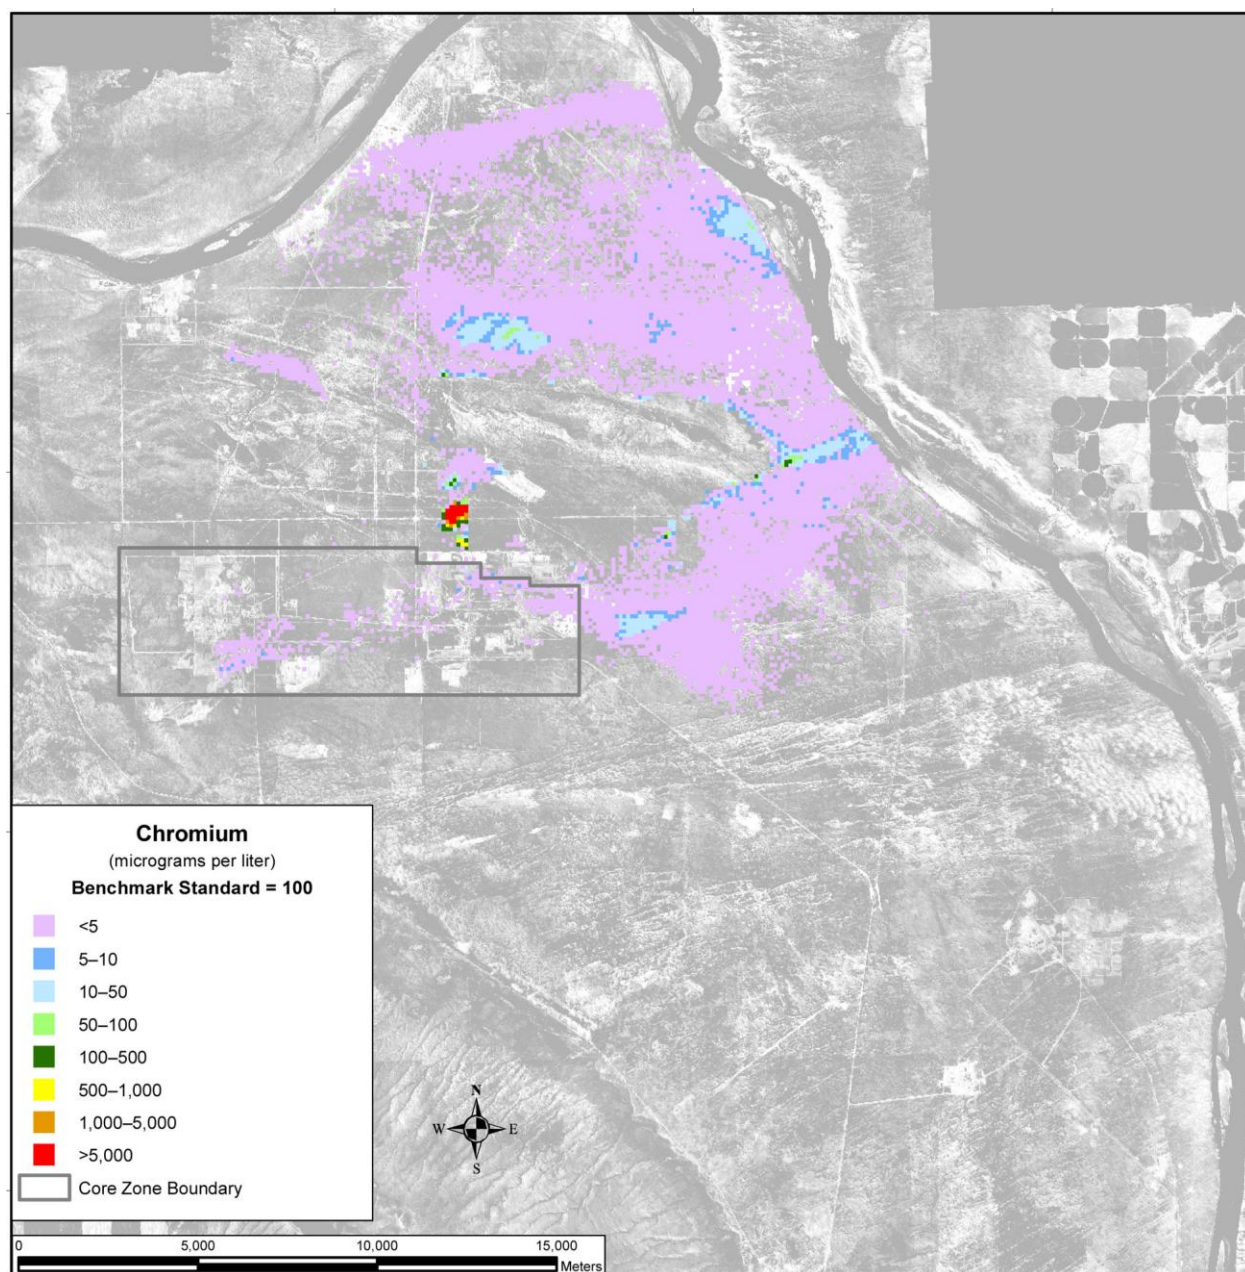 Chromium
(micrograms per liter)
Benchmark Standard = 100
<5
5–10
10–50
50–100
100–500
500–1,000
1,000–5,000
>5,000
Core Zone Boundary
N
W E
S
0 5,000 10,000 15,000
Meters